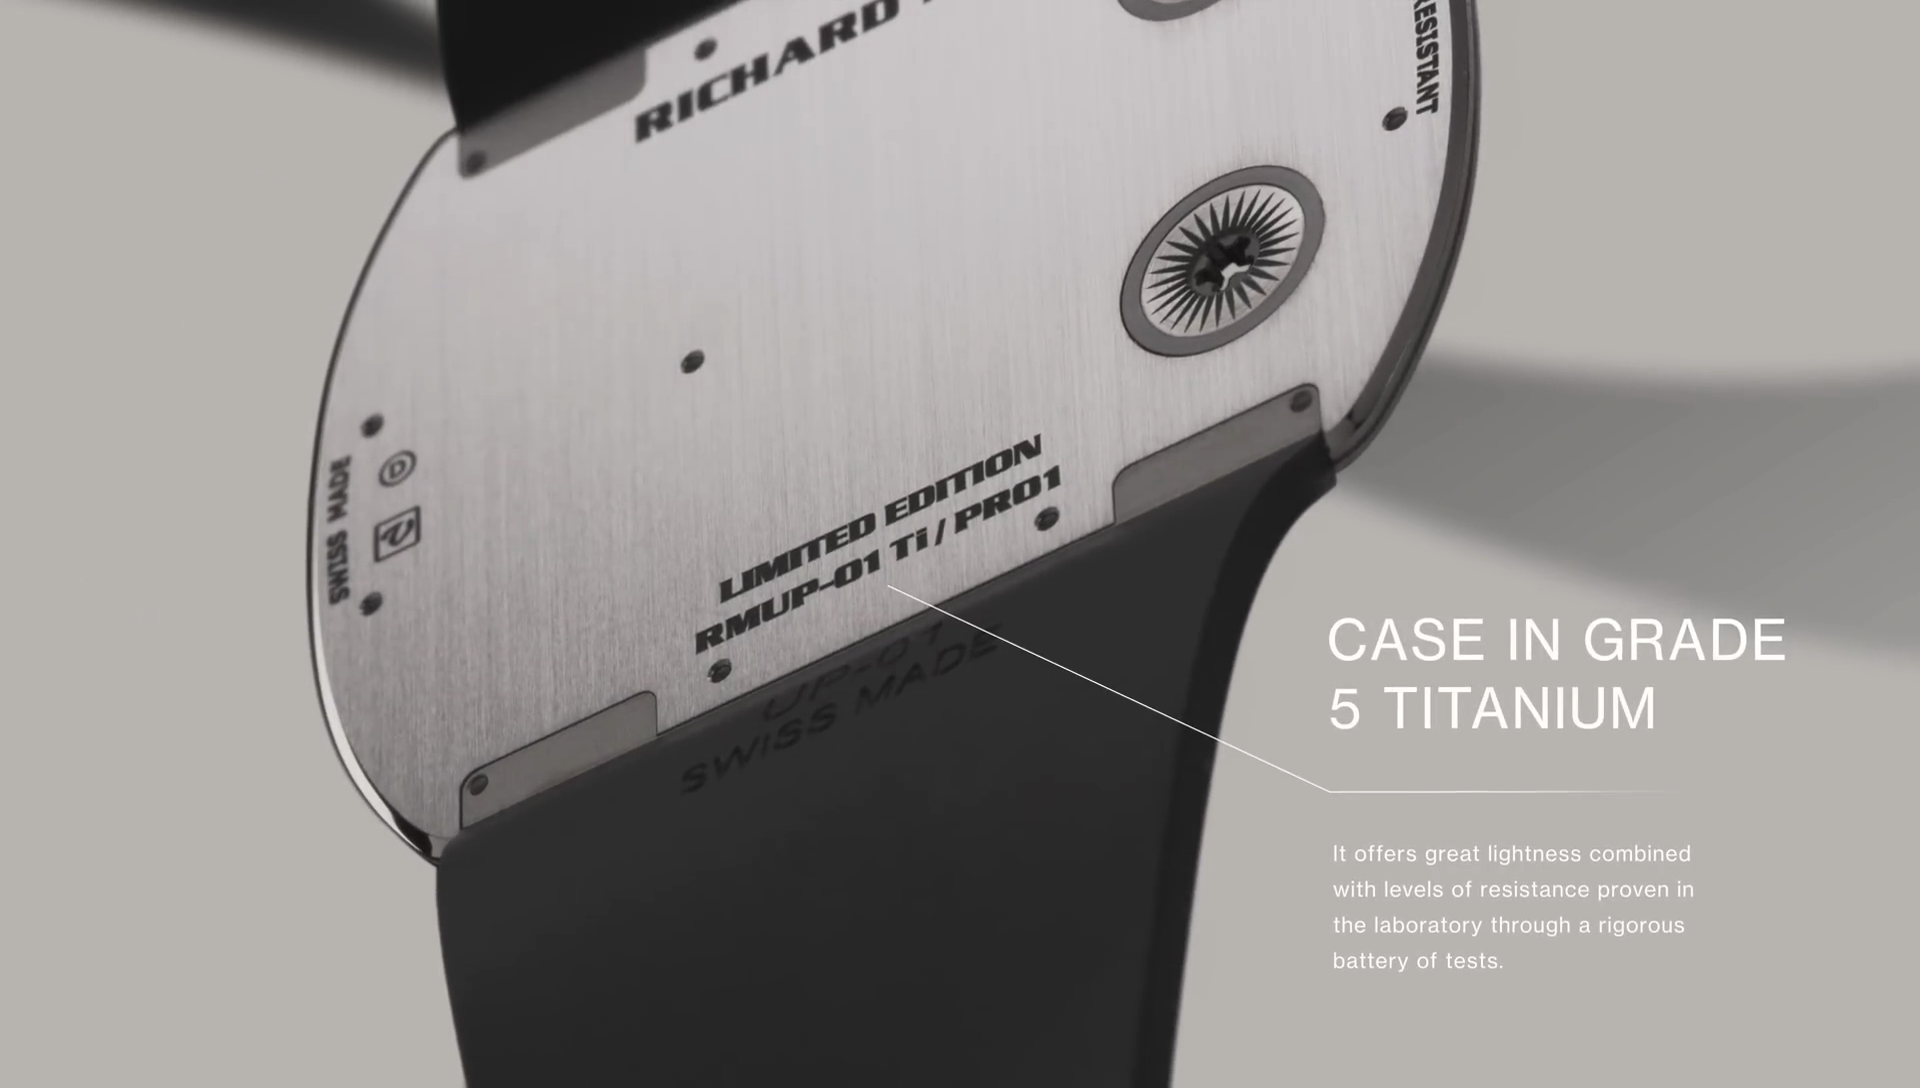 RICHARD
RESISTANT
SWISS MADE
D
LIMITED EDITION
RMUP-01 Ti / PR01
UP-01
SWISS MADE
CASE IN GRADE
5 TITANIUM
It offers great lightness combined
with levels of resistance proven in
the laboratory through a rigorous
battery of tests.